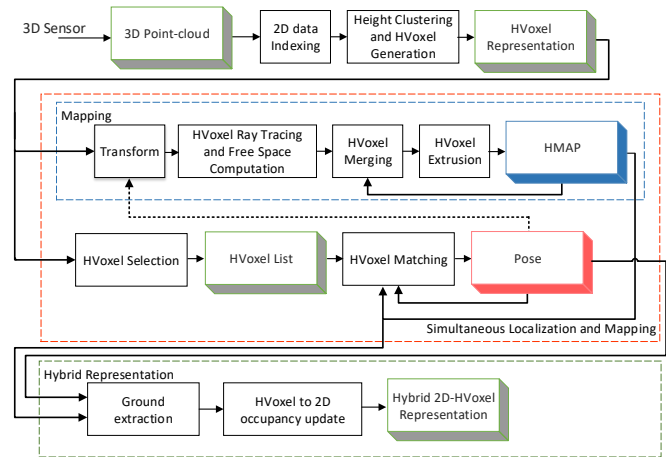 3D Sensor
3D Point-cloud
2D data
Indexing
Height Clustering
and HVoxel
Generation
HVoxel
Representation
Mapping
Transform
HVoxel Ray Tracing
and Free Space
Computation
HVoxel
Merging
HVoxel
Extrusion
HMAP
HVoxel Selection
HVoxel List
HVoxel Matching
Pose
Simultaneous Localization and Mapping
Hybrid Representation
Ground
extraction
HVoxel to 2D
occupancy update
Hybrid 2D-HVoxel
Representation